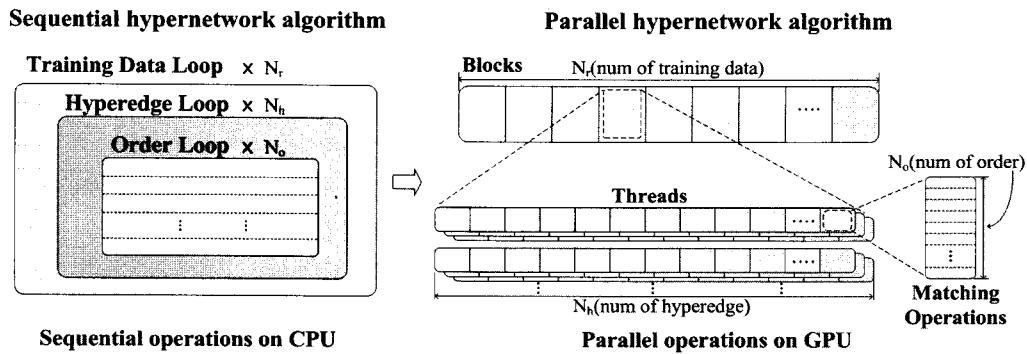 Sequential hypernetwork algorithm
Training Data Loop x Nr
Hyperedge Loop x Nh
Order Loop x No
Sequential operations on CPU
Parallel hypernetwork algorithm
Blocks
Nr(num of training data)
....
Threads
....
....
Nh(num of hyperedge)
No(num of order)
Matching
Operations
Parallel operations on GPU